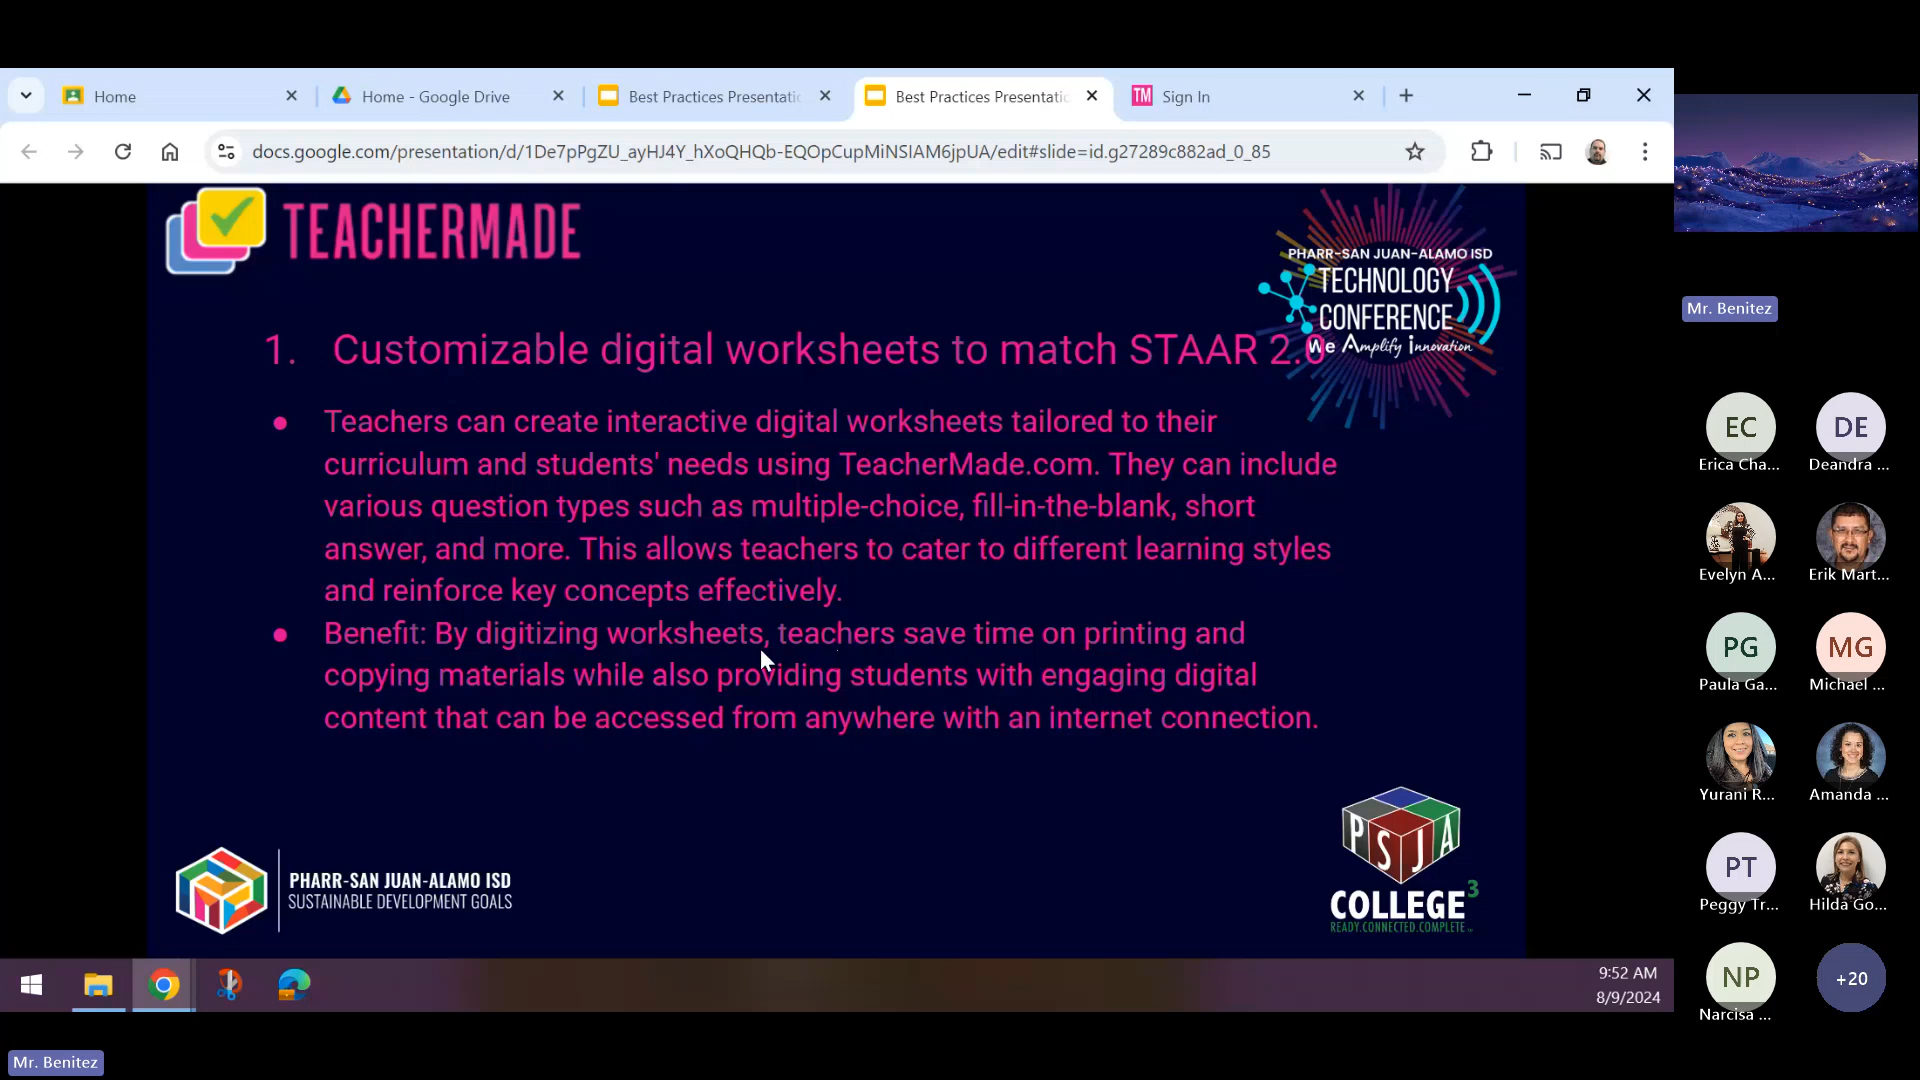 Home
Home - Google Drive
Best Practices Presentatio
Best Practices Presentatio
TM Sign In
docs.google.com/presentation/d/1De7pPgZU_ayHJ4Y_hXoQHQb-EQOpCupMiNSIAM6jpUA/edit#slide=id.g27289c882ad_0_85
TEACHERMADE
PHARR-SAN JUAN-ALAMO ISD
TECHNOLOGY
CONFERENCE
We Amplify Innovation
1. Customizable digital worksheets to match STAAR 2.0
● Teachers can create interactive digital worksheets tailored to their
curriculum and students' needs using TeacherMade.com. They can include
various question types such as multiple-choice, fill-in-the-blank, short
answer, and more. This allows teachers to cater to different learning styles
and reinforce key concepts effectively.
● Benefit: By digitizing worksheets, teachers save time on printing and
copying materials while also providing students with engaging digital
content that can be accessed from anywhere with an internet connection.
PHARR-SAN JUAN-ALAMO ISD
SUSTAINABLE DEVELOPMENT GOALS
PSJA
COLLEGE³
READY.CONNECTED.COMPLETE™
9:52 AM
8/9/2024
Mr. Benitez
Mr. Benitez
EC DE
Erica Cha... Deandra ...
Evelyn A... Erik Mart...
PG MG
Paula Ga... Michael ...
Yurani R... Amanda ...
PT
Peggy Tr... Hilda Go...
NP +20
Narcisa ...